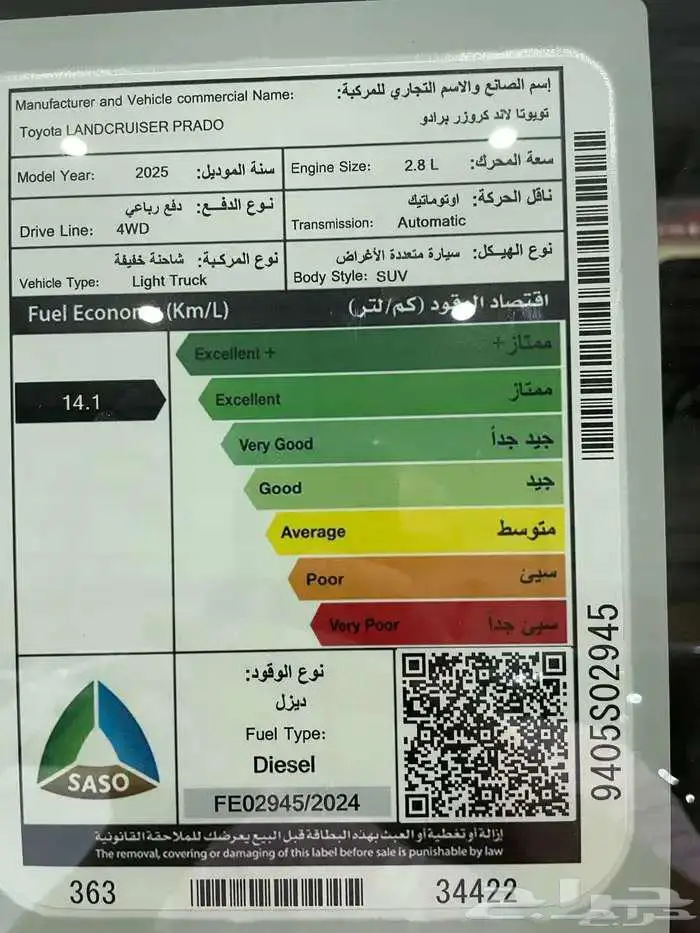 إسم الصانع والاسم التجاري للمركبة:
Manufacturer and Vehicle commercial Name:
تويوتا لاند كروزر برادو
Toyota LANDCRUISER PRADO
Model Year: 2025 سنة الموديل:
Engine Size: 2.8 L سعة المحرك:
نوع الدفع: دفع رباعي
Drive Line: 4WD
ناقل الحركة: اوتوماتيك
Transmission: Automatic
نوع المركبة: شاحنة خفيفة
Vehicle Type: Light Truck
نوع الهيكل: سيارة متعددة الأغراض
Body Style: SUV
Fuel Economy (Km/L) اقتصاد الوقود (كم/لتر)
Excellent + ممتاز+
14.1
Excellent ممتاز
Very Good جيد جداً
Good جيد
Average متوسط
Poor سيئ
Very Poor سيئ جداً
SASO
نوع الوقود:
ديزل
Fuel Type:
Diesel
FE02945/2024
9405S02945
إزالة أو تغطية أو العبث بهذه البطاقة قبل البيع يعرضك للملاحقة القانونية
The removal, covering or damaging of this label before sale is punishable by law
363 34422
حراج
حراج